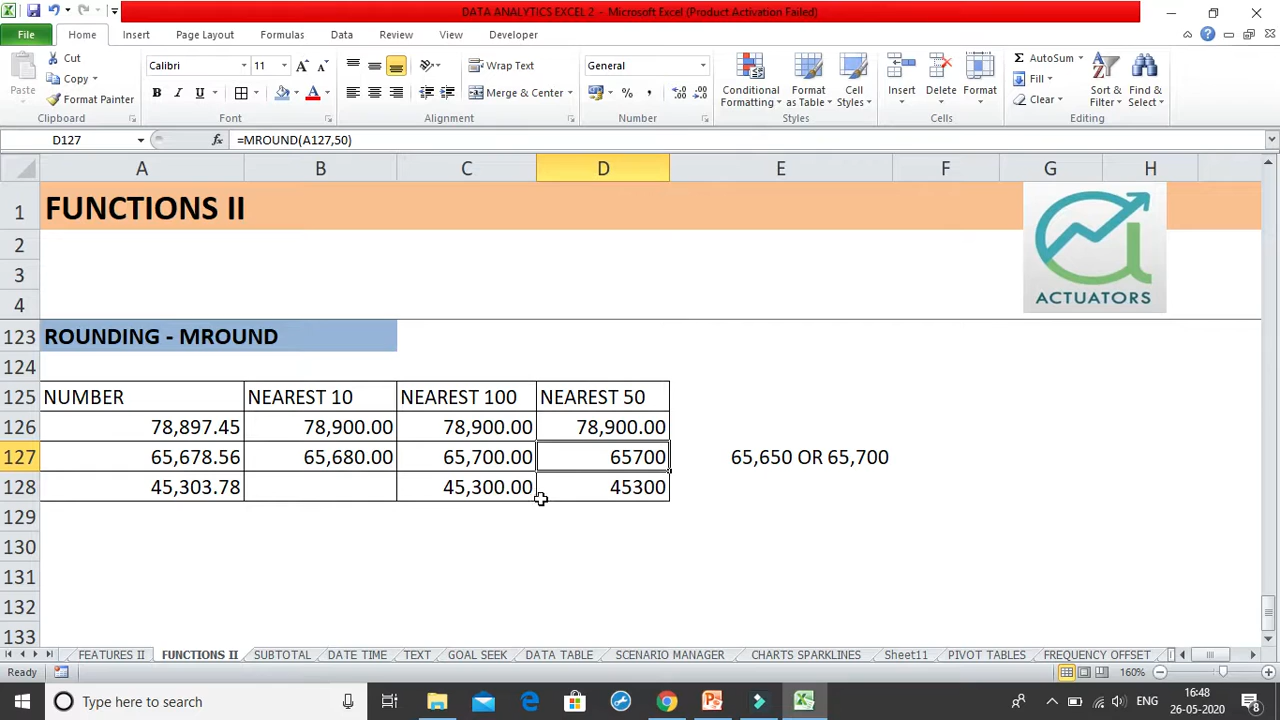 DATA ANALYTICS EXCEL 2 - Microsoft Excel (Product Activation Failed)
File Home Insert Page Layout Formulas Data Review View Developer
Paste Cut Copy Format Painter Clipboard
Calibri 11 B I U A Font
Wrap Text Merge & Center Alignment
General % , Number
Conditional Formatting Format as Table Cell Styles Styles
Insert Delete Format Cells
AutoSum Fill Clear Sort & Filter Find & Select Editing
D127 fx =MROUND(A127,50)
A B C D E F G H
1 FUNCTIONS II
2
3
4
ACTUATORS
123 ROUNDING - MROUND
124
125 NUMBER NEAREST 10 NEAREST 100 NEAREST 50
126 78,897.45 78,900.00 78,900.00 78,900.00
127 65,678.56 65,680.00 65,700.00 65700 65,650 OR 65,700
128 45,303.78 45,300.00 45300
129
130
131
132
133
FEATURES II FUNCTIONS II SUBTOTAL DATE TIME TEXT GOAL SEEK DATA TABLE SCENARIO MANAGER CHARTS SPARKLINES Sheet11 PIVOT TABLES FREQUENCY OFFSET
Ready 160%
Type here to search ENG 16:48
26-05-2020 8